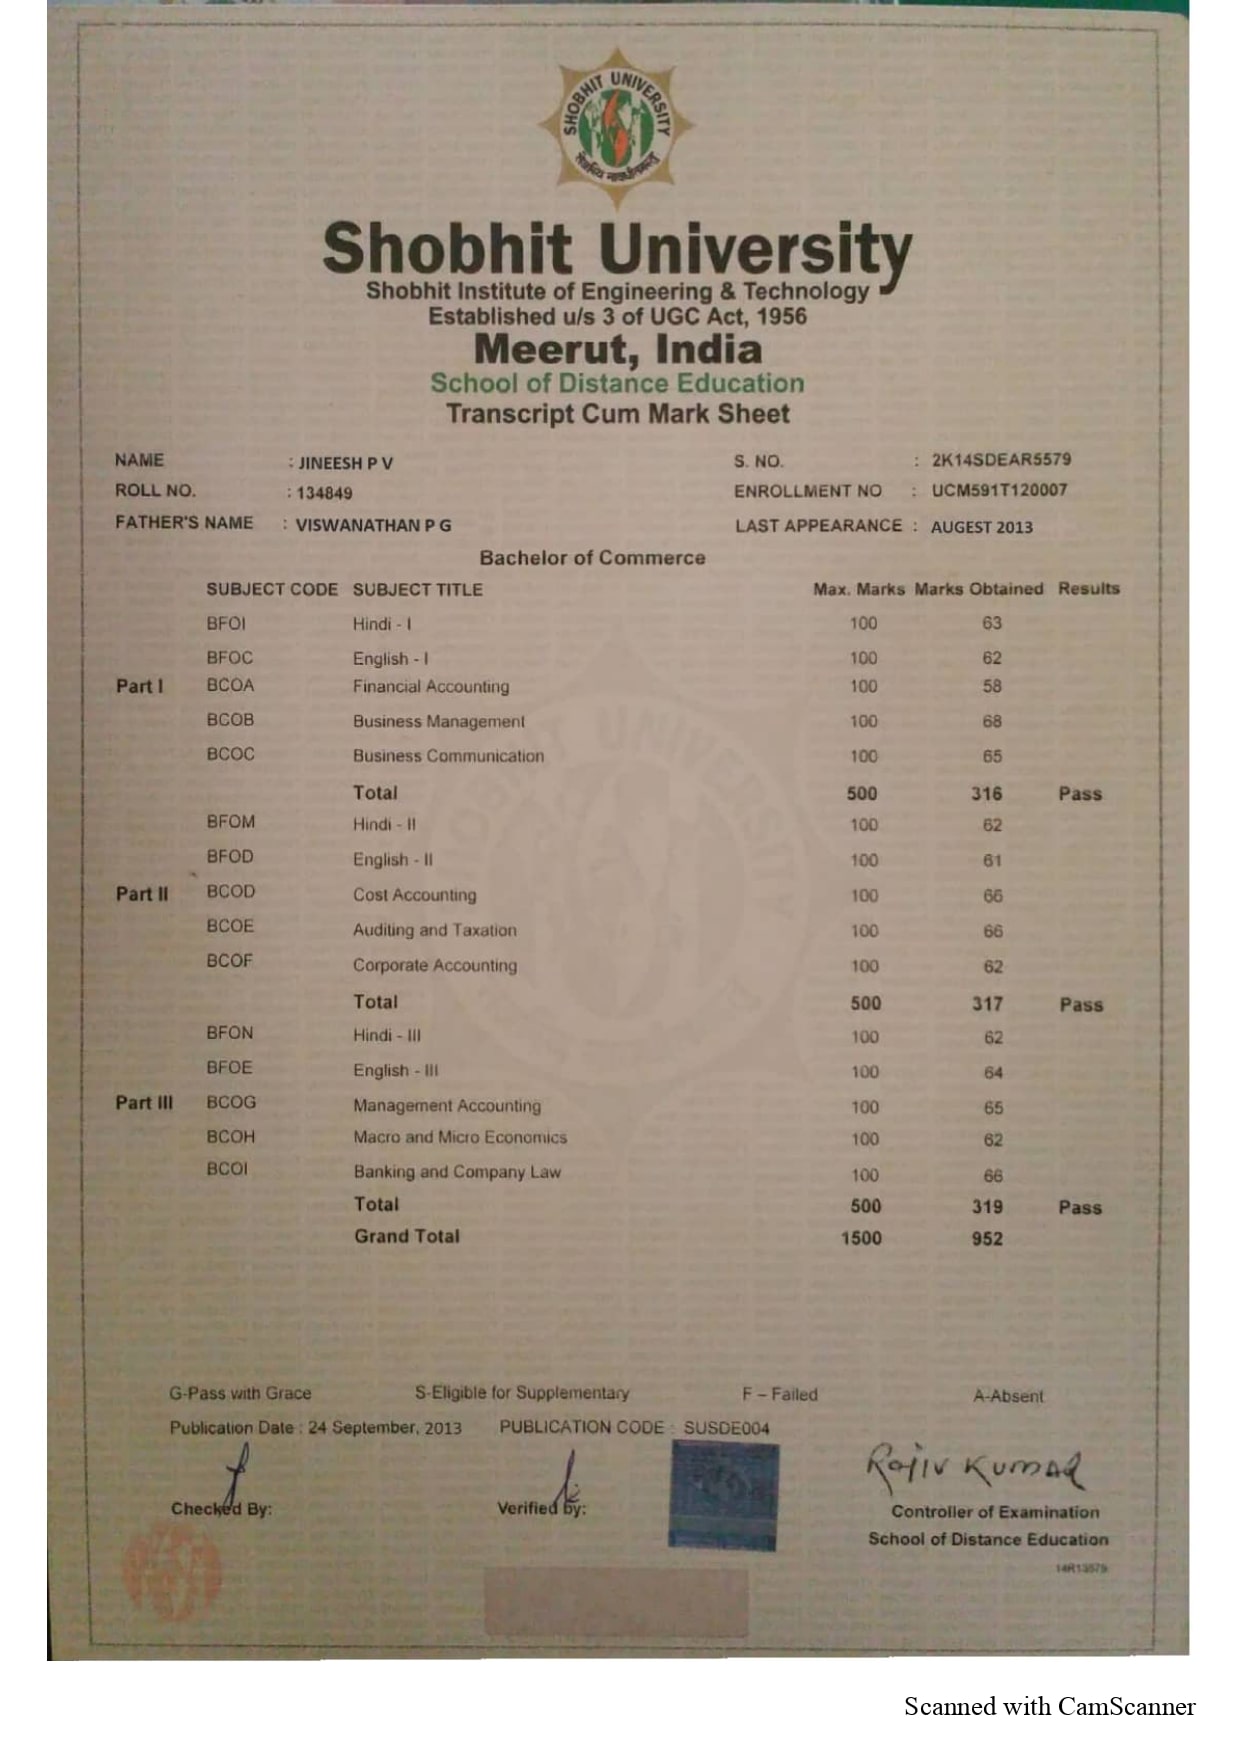 SHOBHIT UNIVERSITY
Shobhit University
Shobhit Institute of Engineering & Technology
Established u/s 3 of UGC Act, 1956
Meerut, India
School of Distance Education
Transcript Cum Mark Sheet
NAME : JINEESH P V S. NO. : 2K14SDEAR5579
ROLL NO. : 134849 ENROLLMENT NO : UCM591T120007
FATHER'S NAME : VISWANATHAN P G LAST APPEARANCE : AUGEST 2013
Bachelor of Commerce
SUBJECT CODE SUBJECT TITLE Max. Marks Marks Obtained Results
BFOI Hindi - I 100 63
BFOC English - I 100 62
Part I BCOA Financial Accounting 100 58
BCOB Business Management 100 68
BCOC Business Communication 100 65
Total 500 316 Pass
BFOM Hindi - II 100 62
BFOD English - II 100 61
Part II BCOD Cost Accounting 100 66
BCOE Auditing and Taxation 100 66
BCOF Corporate Accounting 100 62
Total 500 317 Pass
BFON Hindi - III 100 62
BFOE English - III 100 64
Part III BCOG Management Accounting 100 65
BCOH Macro and Micro Economics 100 62
BCOI Banking and Company Law 100 66
Total 500 319 Pass
Grand Total 1500 952
G-Pass with Grace S-Eligible for Supplementary F – Failed A-Absent
Publication Date : 24 September, 2013 PUBLICATION CODE : SUSDE004
Rajiv Kumar
Checked By: Verified by: Controller of Examination
School of Distance Education
14R13579
Scanned with CamScanner